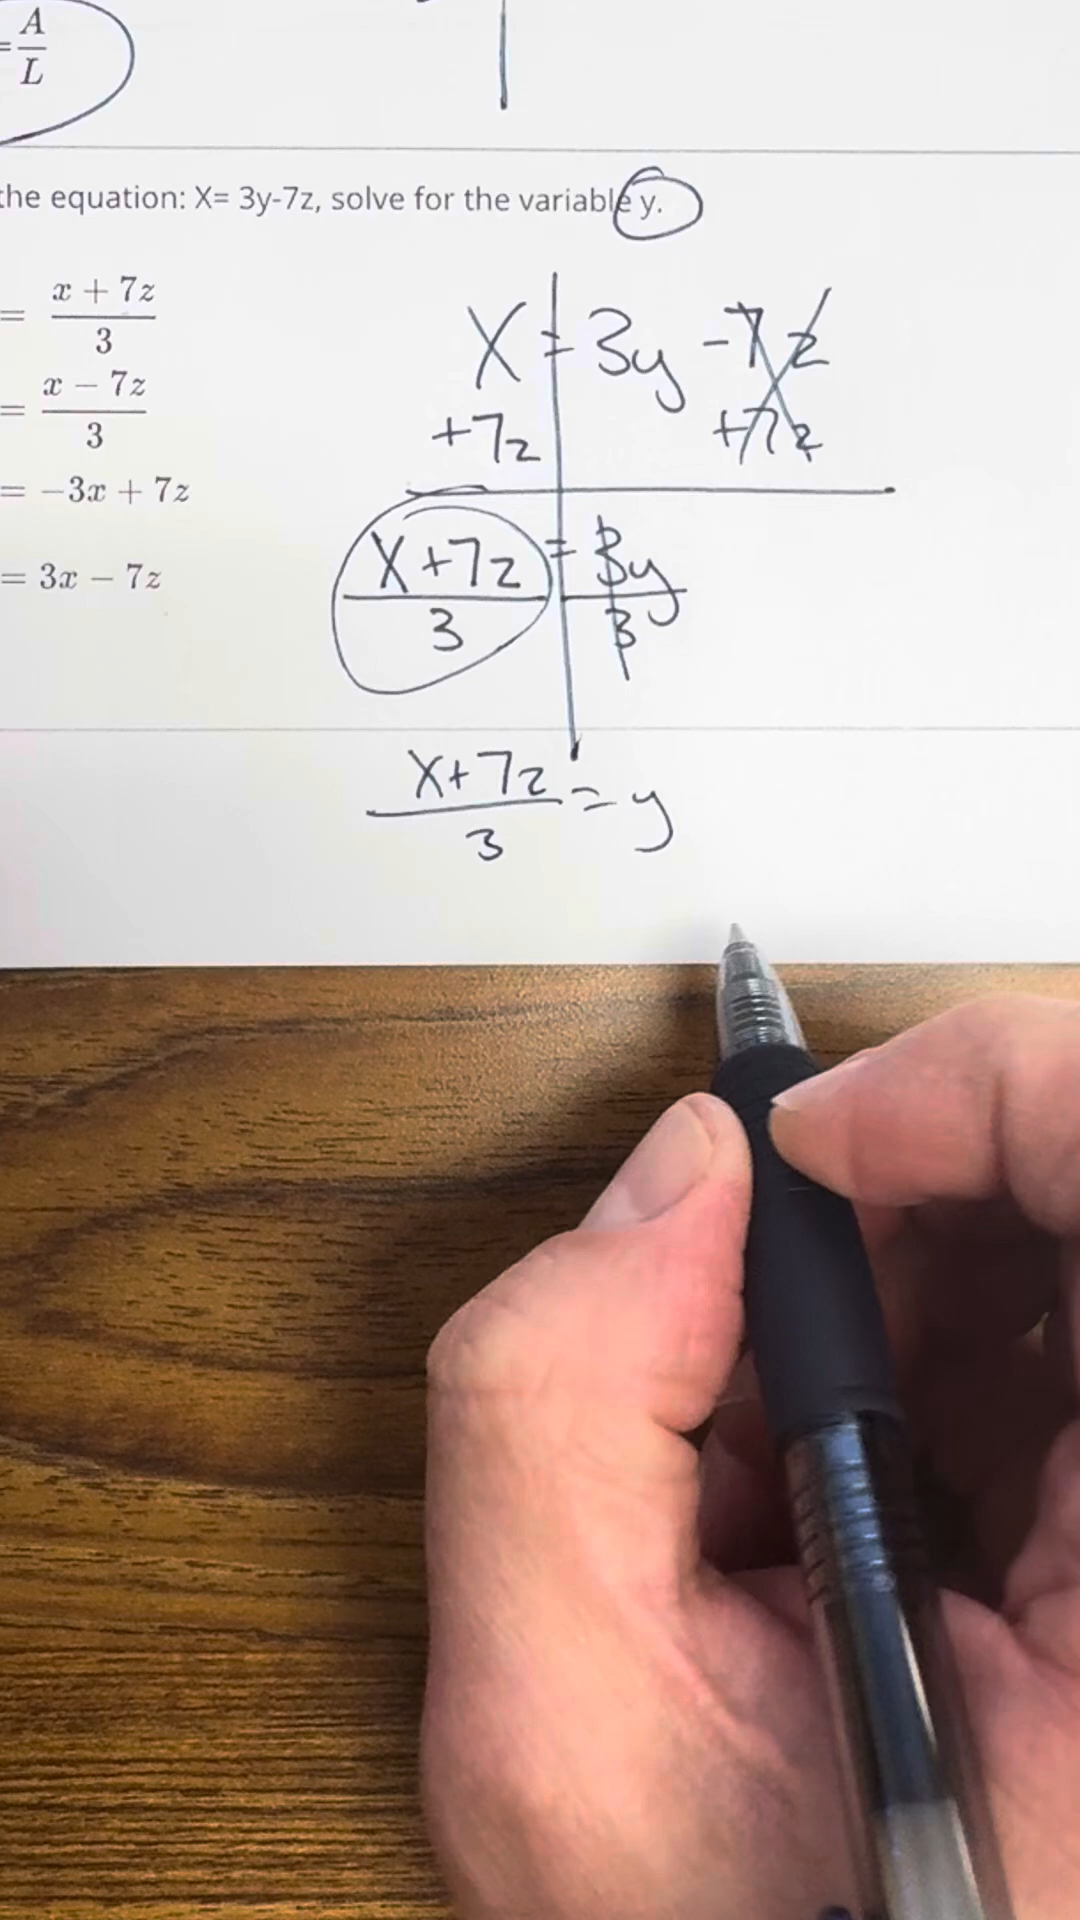 = A/L
the equation: X= 3y-7z, solve for the variable y.
= x + 7z / 3
= x − 7z / 3
= −3x + 7z
= 3x − 7z
X = 3y -7z
+7z +7z
X +7z / 3 = 3y / 3
X+7z / 3 = y